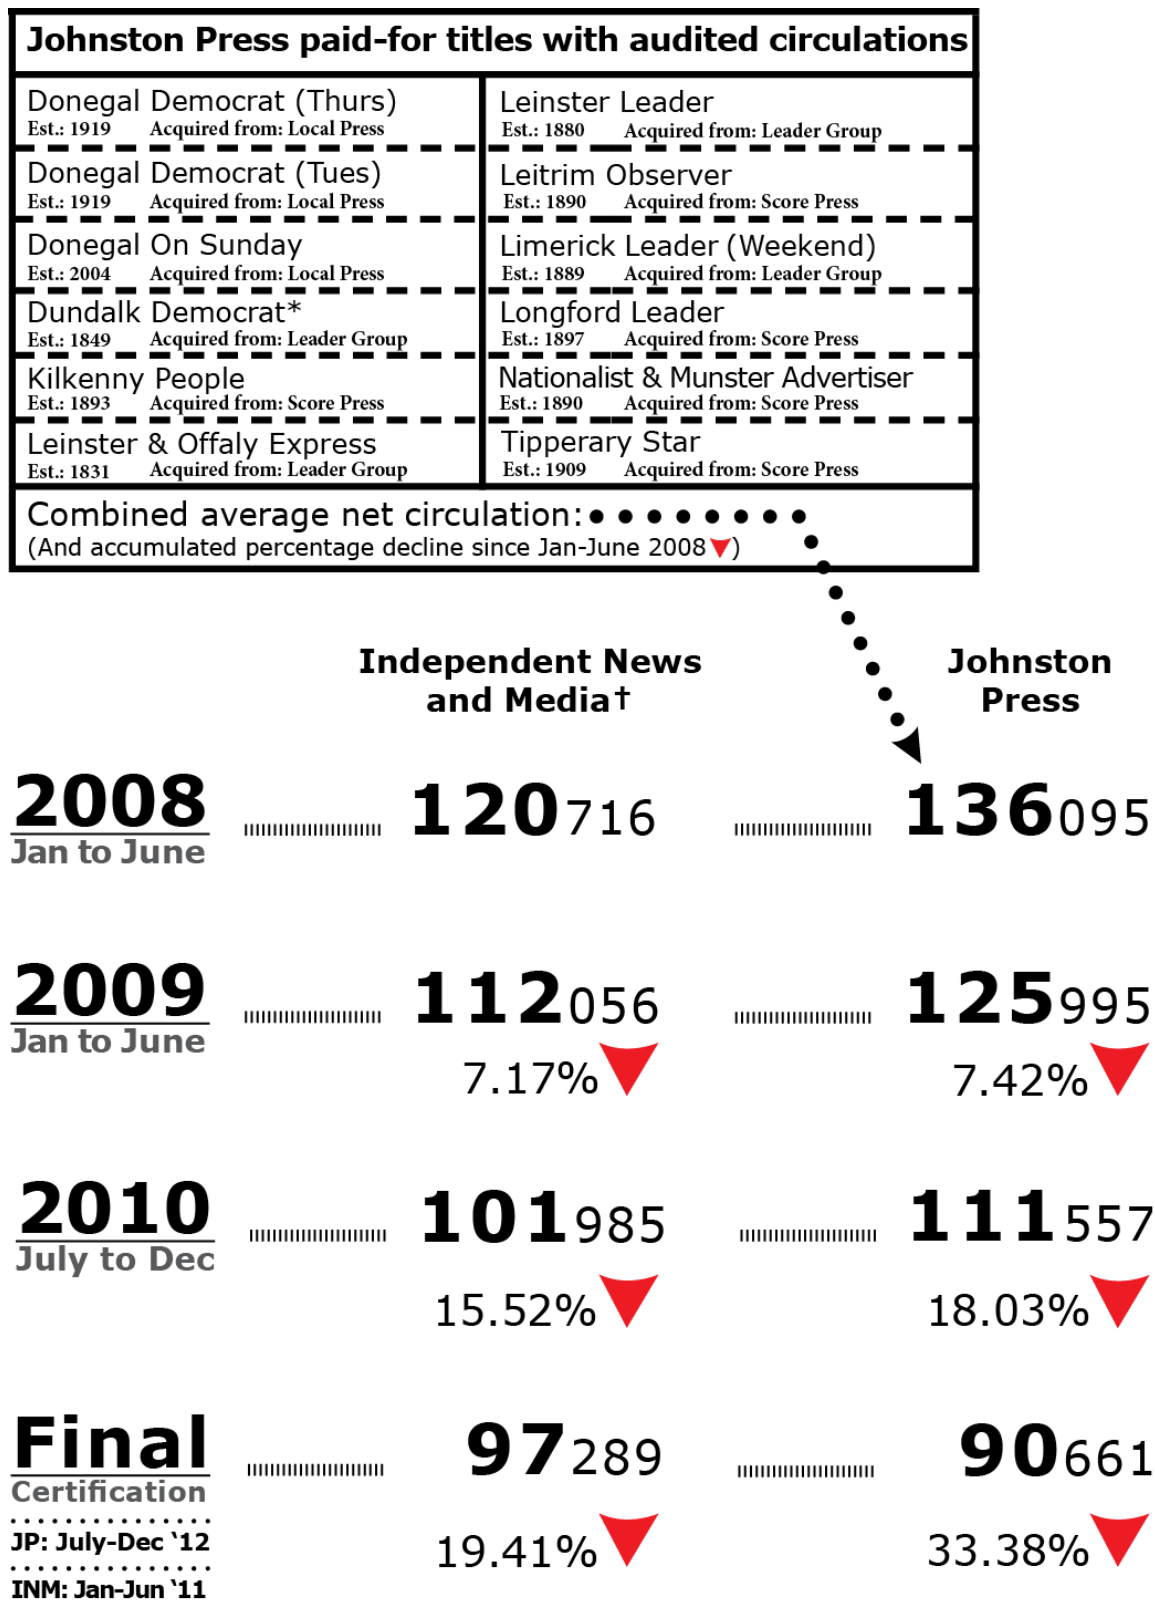 Johnston Press paid-for titles with audited circulations
Donegal Democrat (Thurs)
Est.: 1919 Acquired from: Local Press
Donegal Democrat (Tues)
Est.: 1919 Acquired from: Local Press
Donegal On Sunday
Est.: 2004 Acquired from: Local Press
Dundalk Democrat*
Est.: 1849 Acquired from: Leader Group
Kilkenny People
Est.: 1893 Acquired from: Score Press
Leinster & Offaly Express
Est.: 1831 Acquired from: Leader Group
Leinster Leader
Est.: 1880 Acquired from: Leader Group
Leitrim Observer
Est.: 1890 Acquired from: Score Press
Limerick Leader (Weekend)
Est.: 1889 Acquired from: Leader Group
Longford Leader
Est.: 1897 Acquired from: Score Press
Nationalist & Munster Advertiser
Est.: 1890 Acquired from: Score Press
Tipperary Star
Est.: 1909 Acquired from: Score Press
Combined average net circulation:
(And accumulated percentage decline since Jan-June 2008▼)
Independent News
and Media†
Johnston
Press
2008
Jan to June
120716
136095
2009
Jan to June
112056
125995
7.17%
7.42%
2010
July to Dec
101985
111557
15.52%
18.03%
Final
Certification
97289
90661
19.41%
33.38%
JP: July-Dec ‘12
INM: Jan-Jun ‘11